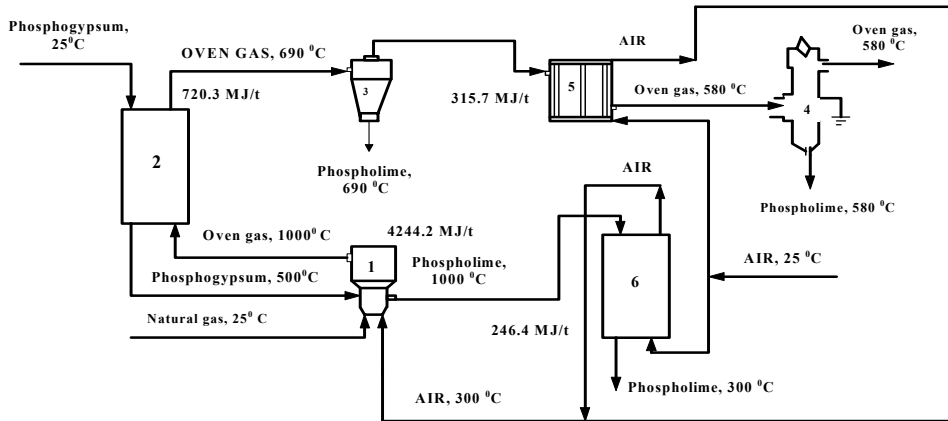 Phosphogypsum,
25⁰C
OVEN GAS, 690 ⁰C
AIR
Oven gas,
580 ⁰C
720.3 MJ/t
3
315.7 MJ/t
5
Oven gas, 580 ⁰C
4
2
Phospholime,
690 ⁰C
AIR
Phospholime, 580 ⁰C
Oven gas, 1000⁰ C
4244.2 MJ/t
Phospholime,
1000 ⁰C
1
Phosphogypsum, 500⁰C
6
AIR, 25 ⁰C
Natural gas, 25⁰ C
246.4 MJ/t
AIR, 300 ⁰C
Phospholime, 300 ⁰C